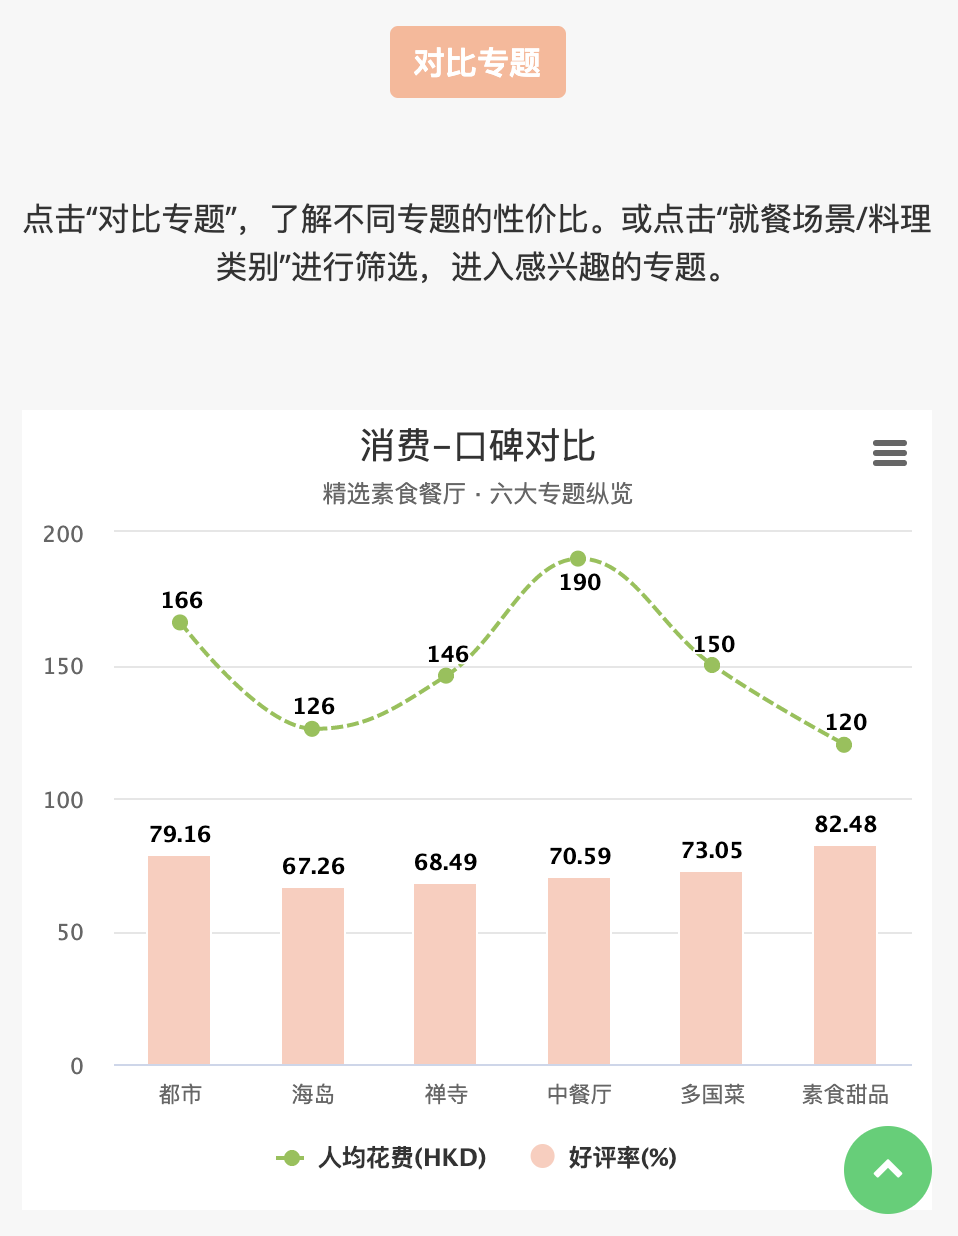 对比专题
点击“对比专题”，了解不同专题的性价比。或点击“就餐场景/料理
类别”进行筛选，进入感兴趣的专题。
消费–口碑对比
精选素食餐厅 · 六大专题纵览
200
150
100
50
0
166
126
146
190
150
120
79.16
67.26
68.49
70.59
73.05
82.48
都市
海岛
禅寺
中餐厅
多国菜
素食甜品
人均花费(HKD)
好评率(%)